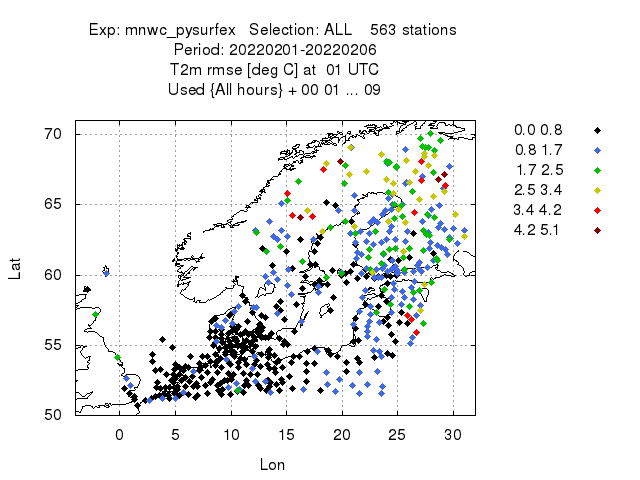 Exp: mnwc_pysurfex Selection: ALL 563 stations
Period: 20220201-20220206
T2m rmse [deg C] at 01 UTC
Used {All hours} + 00 01 ... 09
70
65
60
55
50
Lat
0 5 10 15 20 25 30
Lon
0.0 0.8
0.8 1.7
1.7 2.5
2.5 3.4
3.4 4.2
4.2 5.1